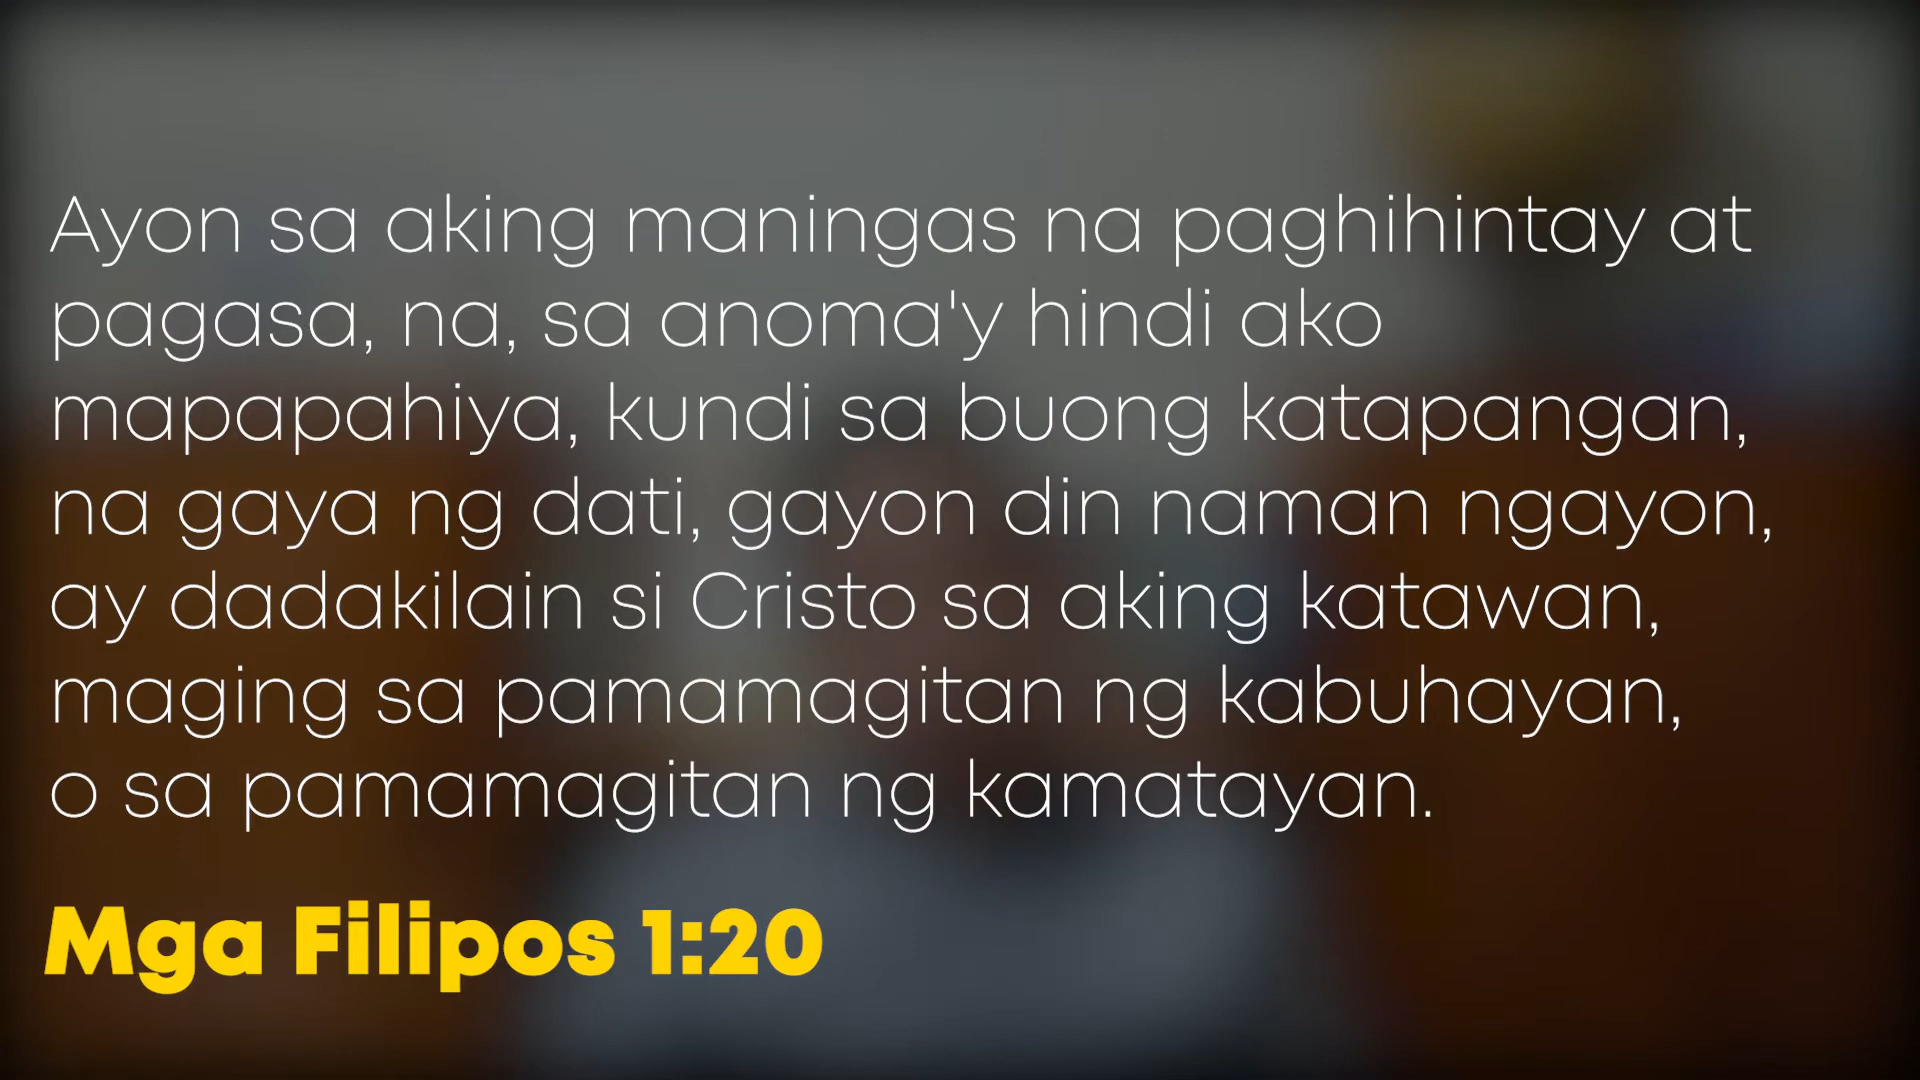 Ayon sa aking maningas na paghihintay at
pagasa, na, sa anoma'y hindi ako
mapapahiya, kundi sa buong katapangan,
na gaya ng dati, gayon din naman ngayon,
ay dadakilain si Cristo sa aking katawan,
maging sa pamamagitan ng kabuhayan,
o sa pamamagitan ng kamatayan.
Mga Filipos 1:20